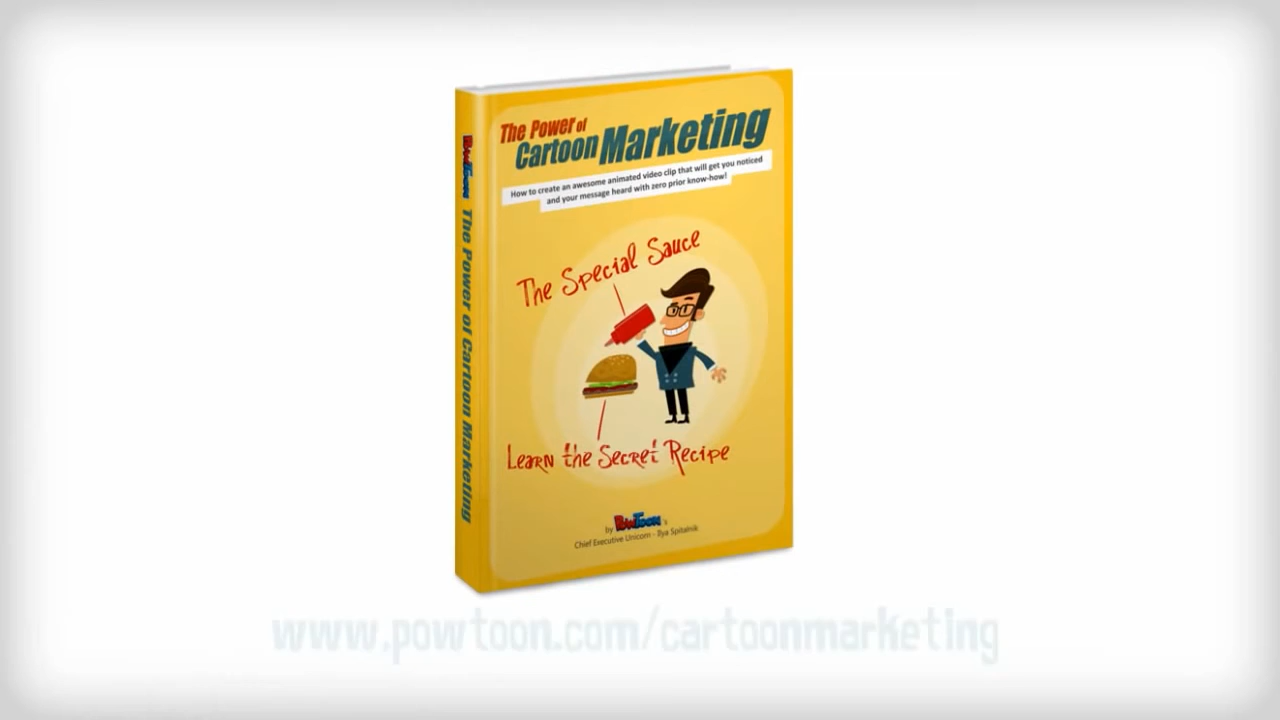 The Power of
Cartoon Marketing
How to create an awesome animated video clip that will get you noticed
and your message heard with zero prior know-how!
The Special Sauce
Learn the Secret Recipe
by PowToon's
Chief Executive Unicorn - Ilya Spitalnik
PowToon The Power of Cartoon Marketing
www.powtoon.com/cartoonmarketing